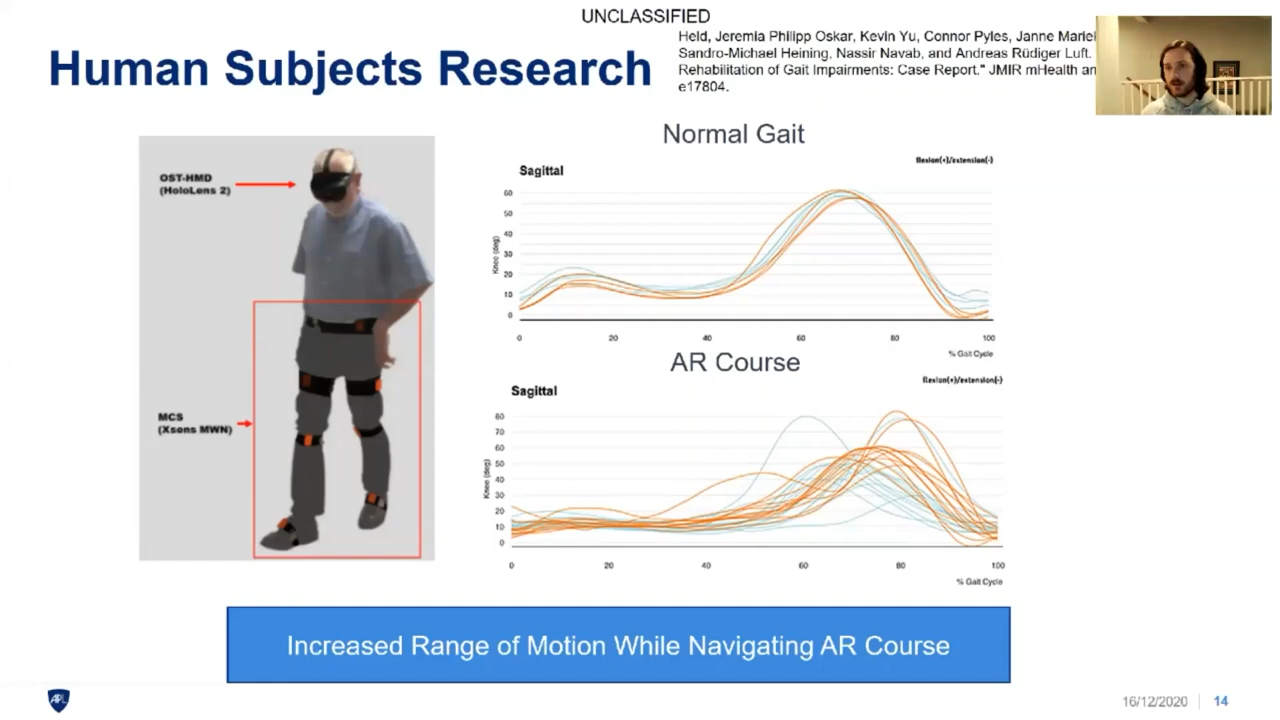 UNCLASSIFIED
Human Subjects Research
Held, Jeremia Philipp Oskar, Kevin Yu, Connor Pyles, Janne Marie
Sandro-Michael Heining, Nassir Navab, and Andreas Rüdiger Luft.
Rehabilitation of Gait Impairments: Case Report." JMIR mHealth an
e17804.
OST-HMD
(HoloLens 2)
MCS
(Xsens MWN)
Normal Gait
Sagittal
flexion(+)/extension(-)
Knee (deg)
60
50
40
30
20
10
0
0 20 40 60 80 100
% Gait Cycle
AR Course
Sagittal
flexion(+)/extension(-)
Knee (deg)
80
70
60
50
40
30
20
10
0
0 20 40 60 80 100
% Gait Cycle
Increased Range of Motion While Navigating AR Course
APL
16/12/2020 14